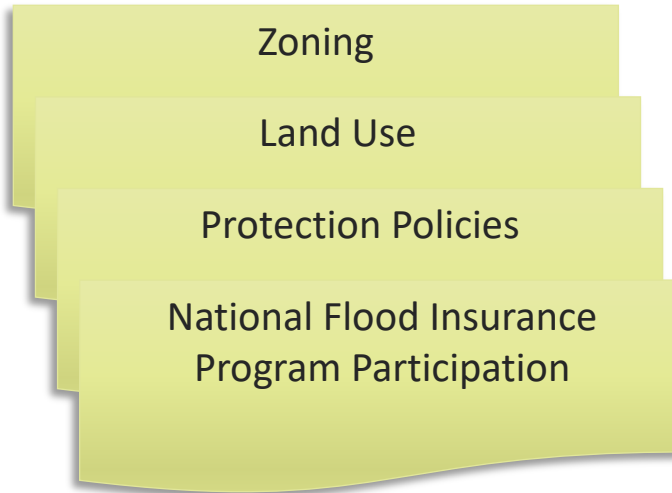 Zoning
Land Use
Protection Policies
National Flood Insurance
Program Participation